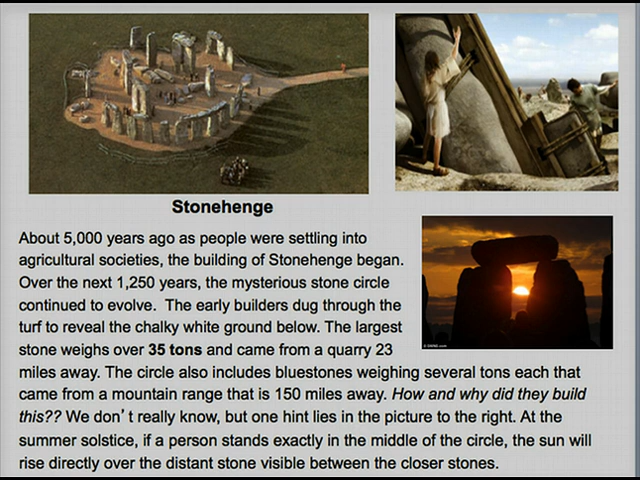 Stonehenge
About 5,000 years ago as people were settling into
agricultural societies, the building of Stonehenge began.
Over the next 1,250 years, the mysterious stone circle
continued to evolve.  The early builders dug through the
turf to reveal the chalky white ground below. The largest
stone weighs over 35 tons and came from a quarry 23
miles away. The circle also includes bluestones weighing several tons each that
came from a mountain range that is 150 miles away. How and why did they build
this?? We don’t really know, but one hint lies in the picture to the right. At the
summer solstice, if a person stands exactly in the middle of the circle, the sun will
rise directly over the distant stone visible between the closer stones.